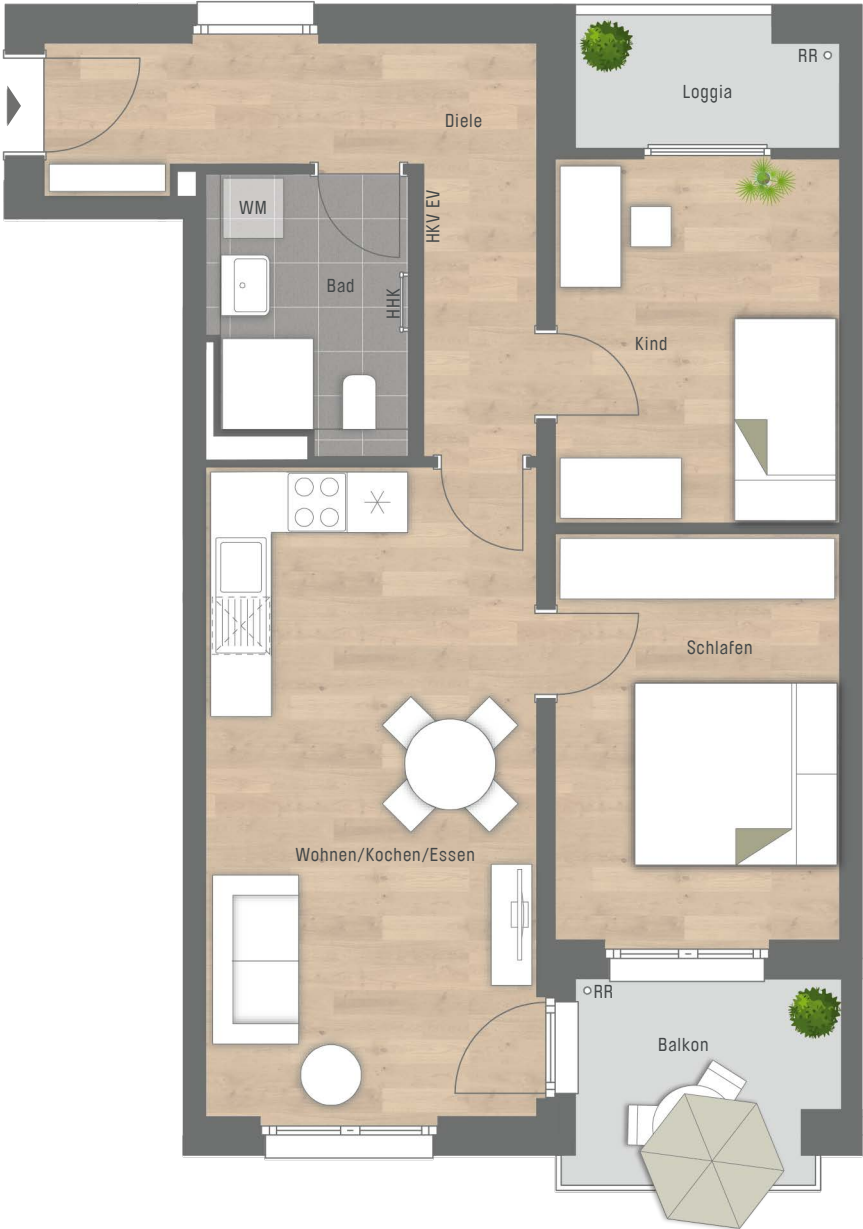 RR
Loggia
Diele
WM
HKV EV
Bad
HHK
Kind
Schlafen
Wohnen/Kochen/Essen
RR
Balkon